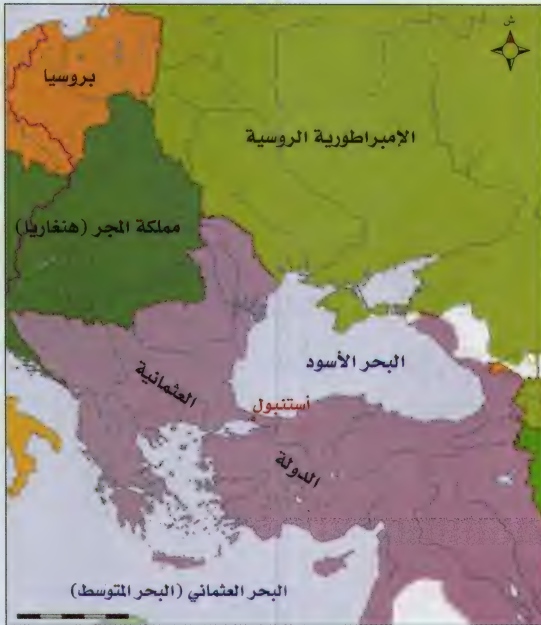 ش
بروسيا
الإمبراطورية الروسية
مملكة المجر (هنغاريا)
البحر الأسود
العثمانية
أستنبول
الدولة
البحر العثماني (البحر المتوسط)